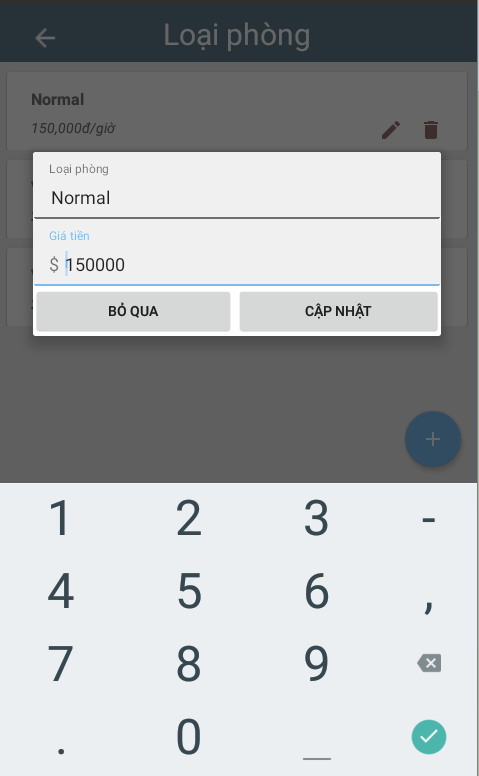 Loại phòng
Normal
150,000đ/giờ
Loại phòng
Normal
Giá tiền
$ 150000
BỎ QUA
CẬP NHẬT
+
1 2 3 -
4 5 6 ,
7 8 9
. 0 _